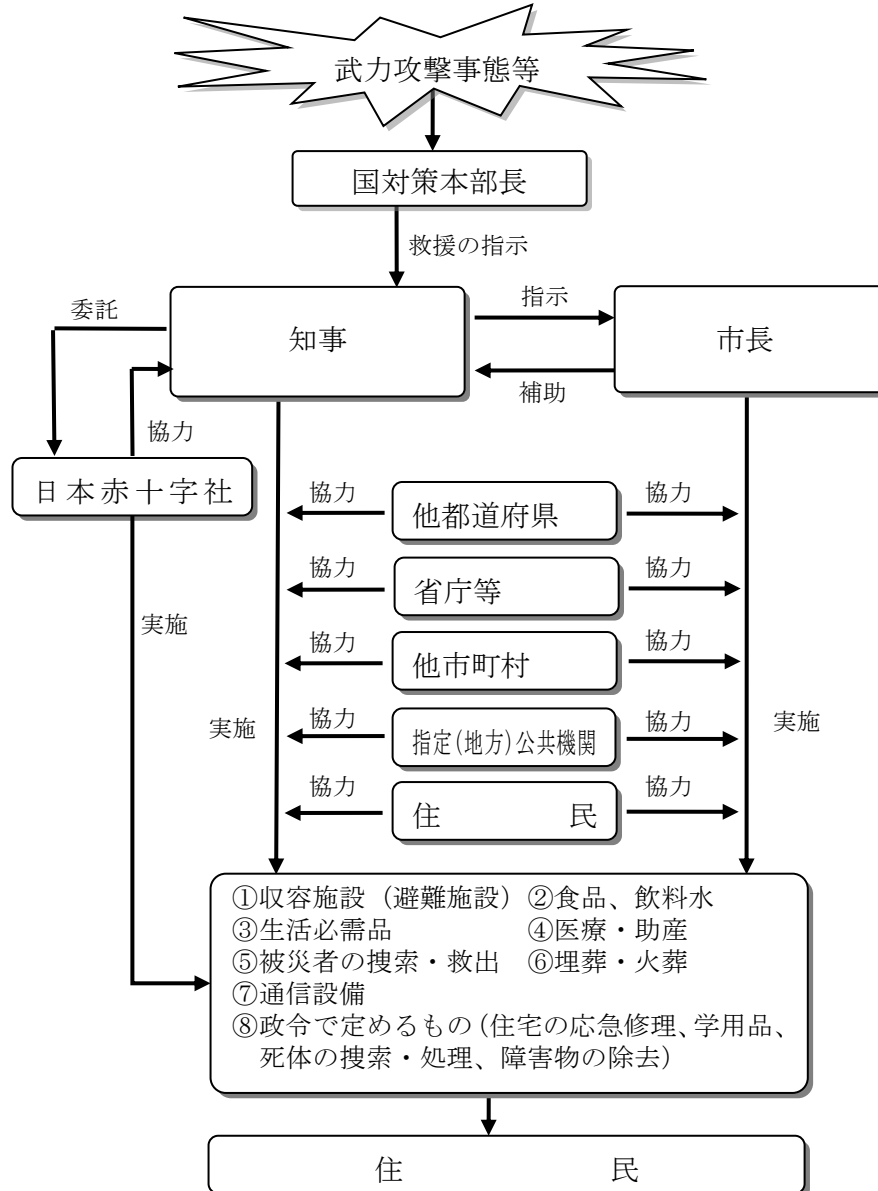 武力攻撃事態等
国対策本部長
救援の指示
委託
知事
指示
市長
補助
協力
日本赤十字社
協力
他都道府県
協力
協力
省庁等
協力
実施
協力
他市町村
協力
実施
協力
指定(地方)公共機関
協力
実施
協力
住　　　民
協力
①収容施設（避難施設）②食品、飲料水
③生活必需品　　　　　④医療・助産
⑤被災者の捜索・救出　⑥埋葬・火葬
⑦通信設備
⑧政令で定めるもの（住宅の応急修理、学用品、
死体の捜索・処理、障害物の除去）
住　　　　民